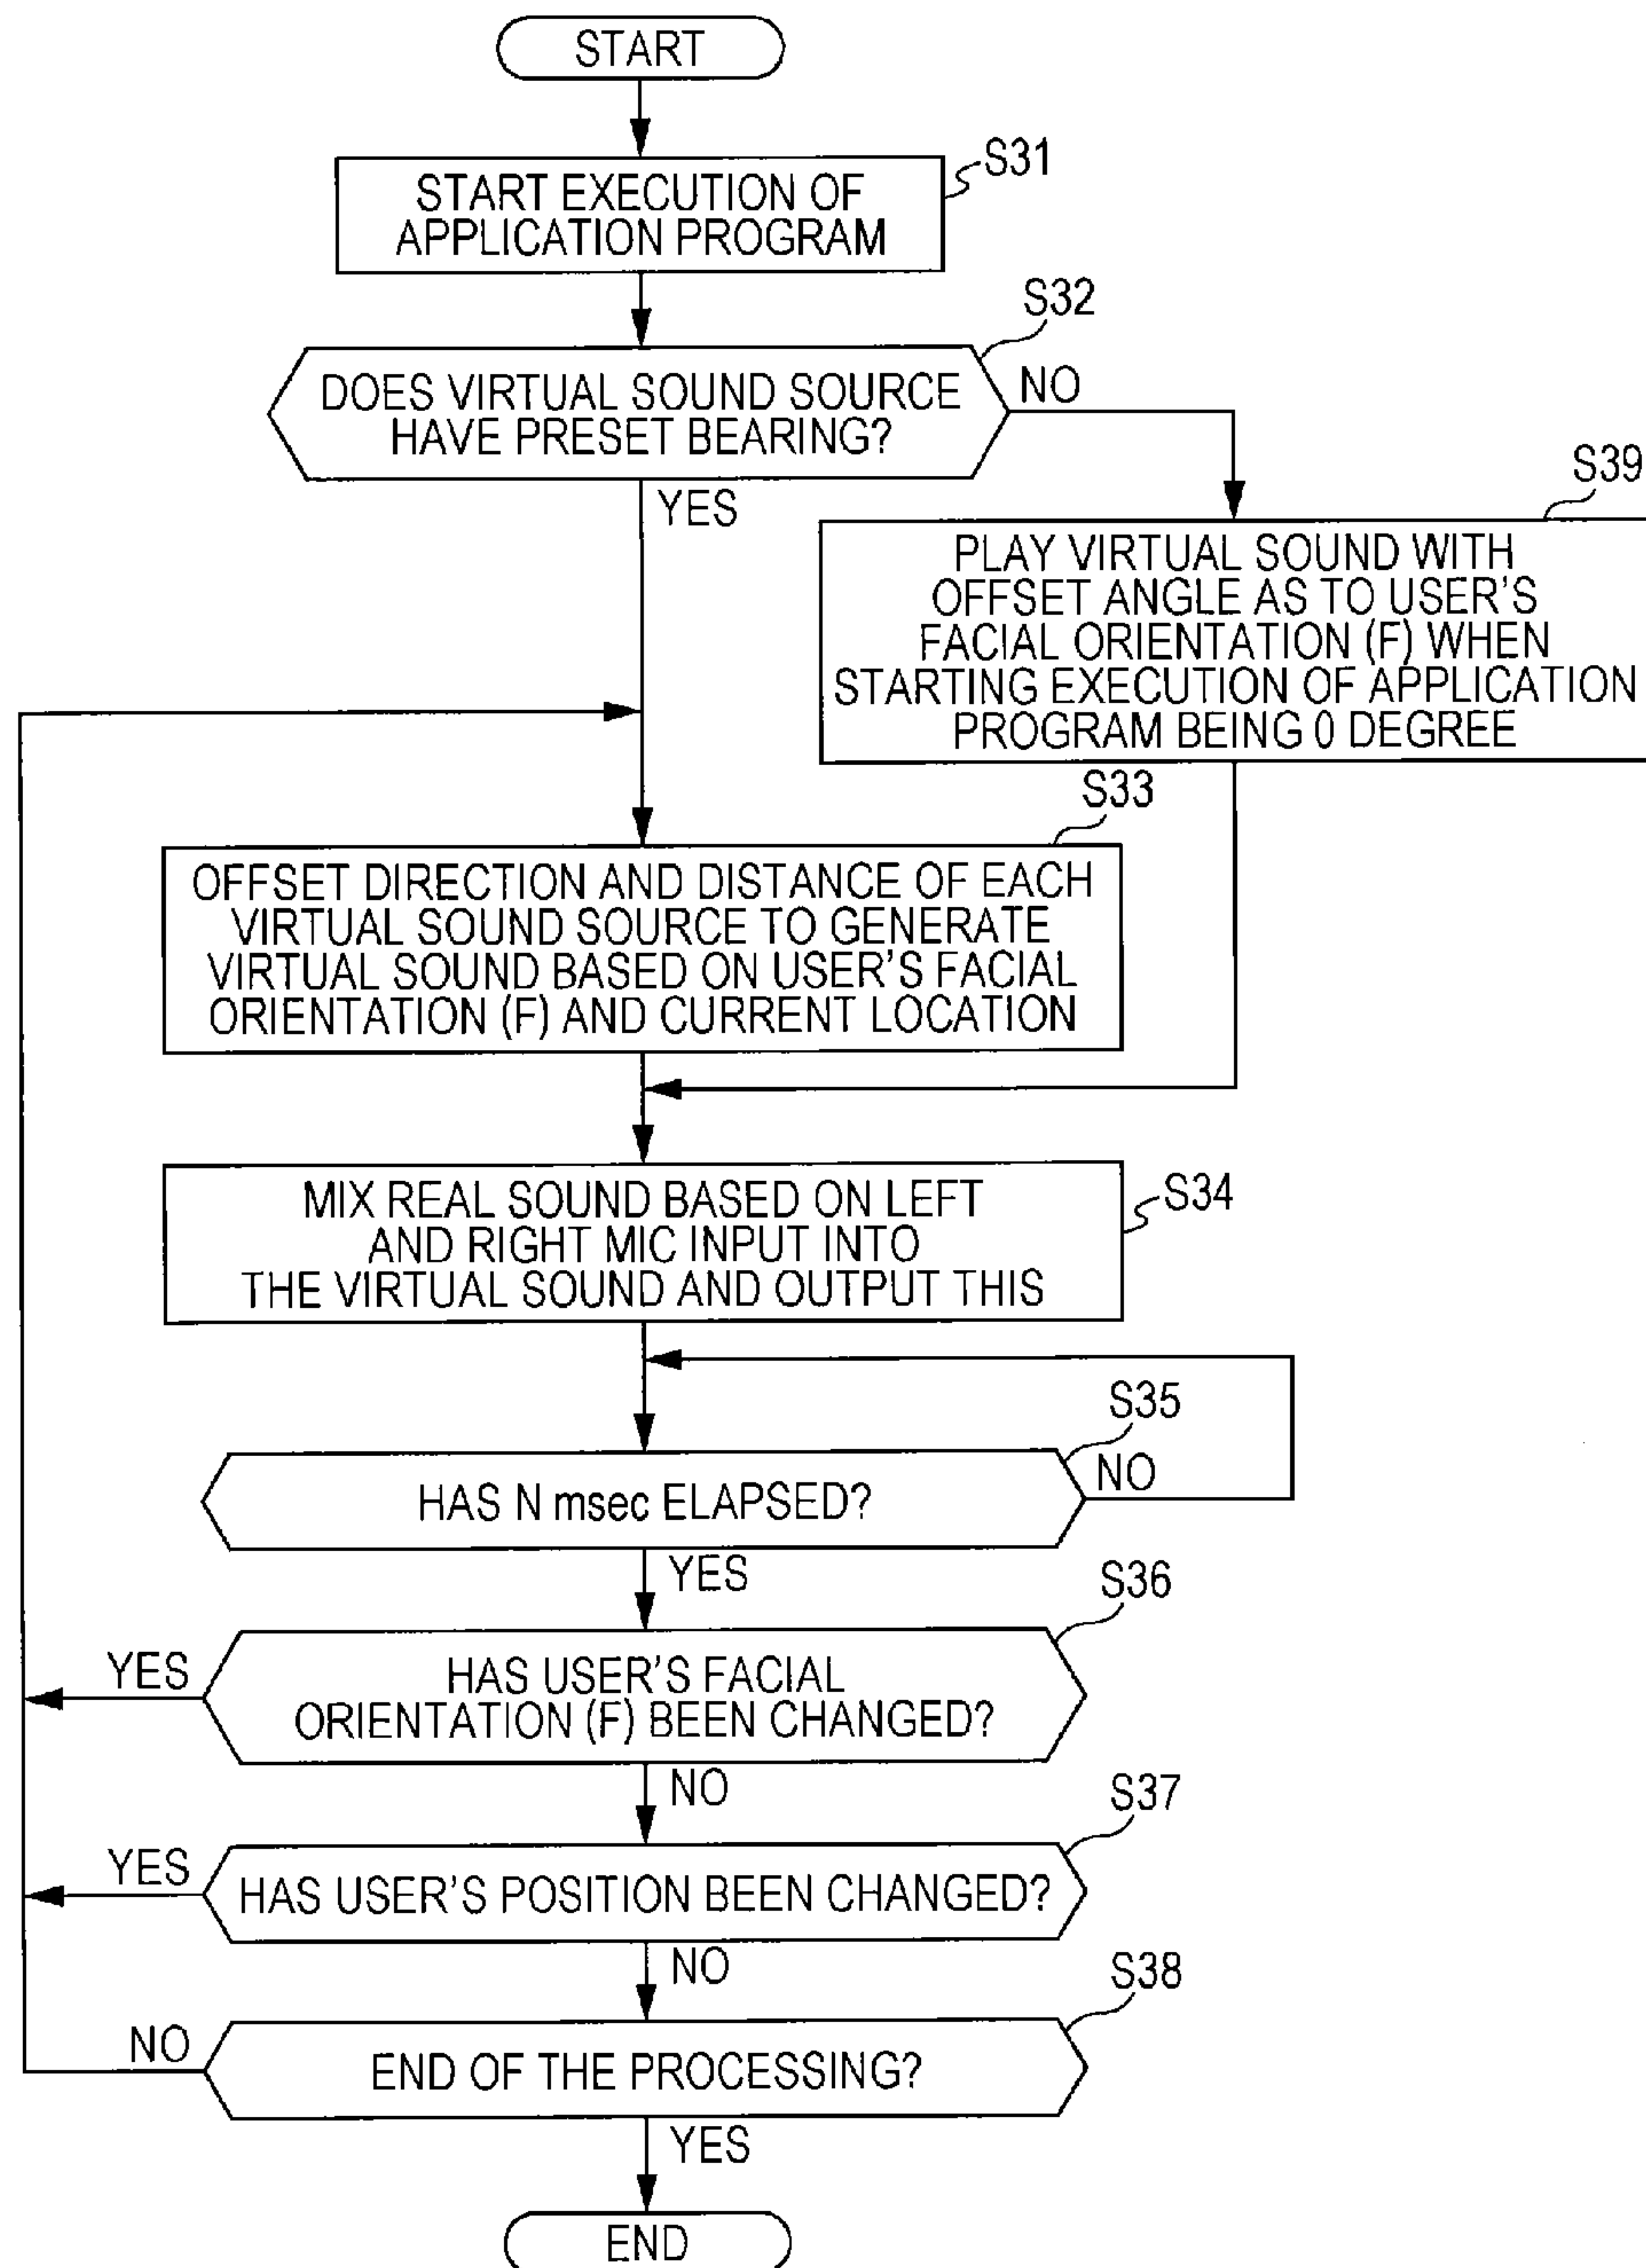 START
S31
START EXECUTION OF
APPLICATION PROGRAM
S32
DOES VIRTUAL SOUND SOURCE
HAVE PRESET BEARING?
NO
YES
S39
PLAY VIRTUAL SOUND WITH
OFFSET ANGLE AS TO USER'S
FACIAL ORIENTATION (F) WHEN
STARTING EXECUTION OF APPLICATION
PROGRAM BEING 0 DEGREE
S33
OFFSET DIRECTION AND DISTANCE OF EACH
VIRTUAL SOUND SOURCE TO GENERATE
VIRTUAL SOUND BASED ON USER'S FACIAL
ORIENTATION (F) AND CURRENT LOCATION
S34
MIX REAL SOUND BASED ON LEFT
AND RIGHT MIC INPUT INTO
THE VIRTUAL SOUND AND OUTPUT THIS
S35
HAS N msec ELAPSED?
NO
YES
S36
HAS USER'S FACIAL
ORIENTATION (F) BEEN CHANGED?
YES
NO
S37
HAS USER'S POSITION BEEN CHANGED?
YES
NO
S38
END OF THE PROCESSING?
NO
YES
END